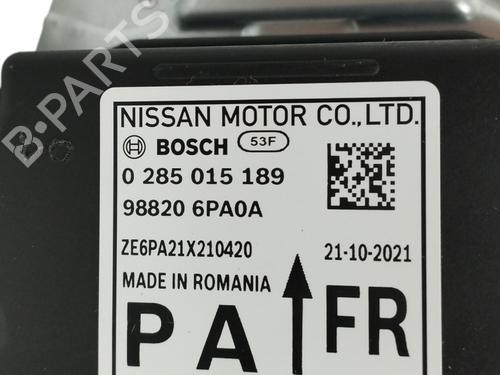 NISSAN MOTOR CO.,LTD.
BOSCH 53F
0 285 015 189
98820 6PA0A
ZE6PA21X210420 21-10-2021
MADE IN ROMANIA
PA FR
B-PARTS